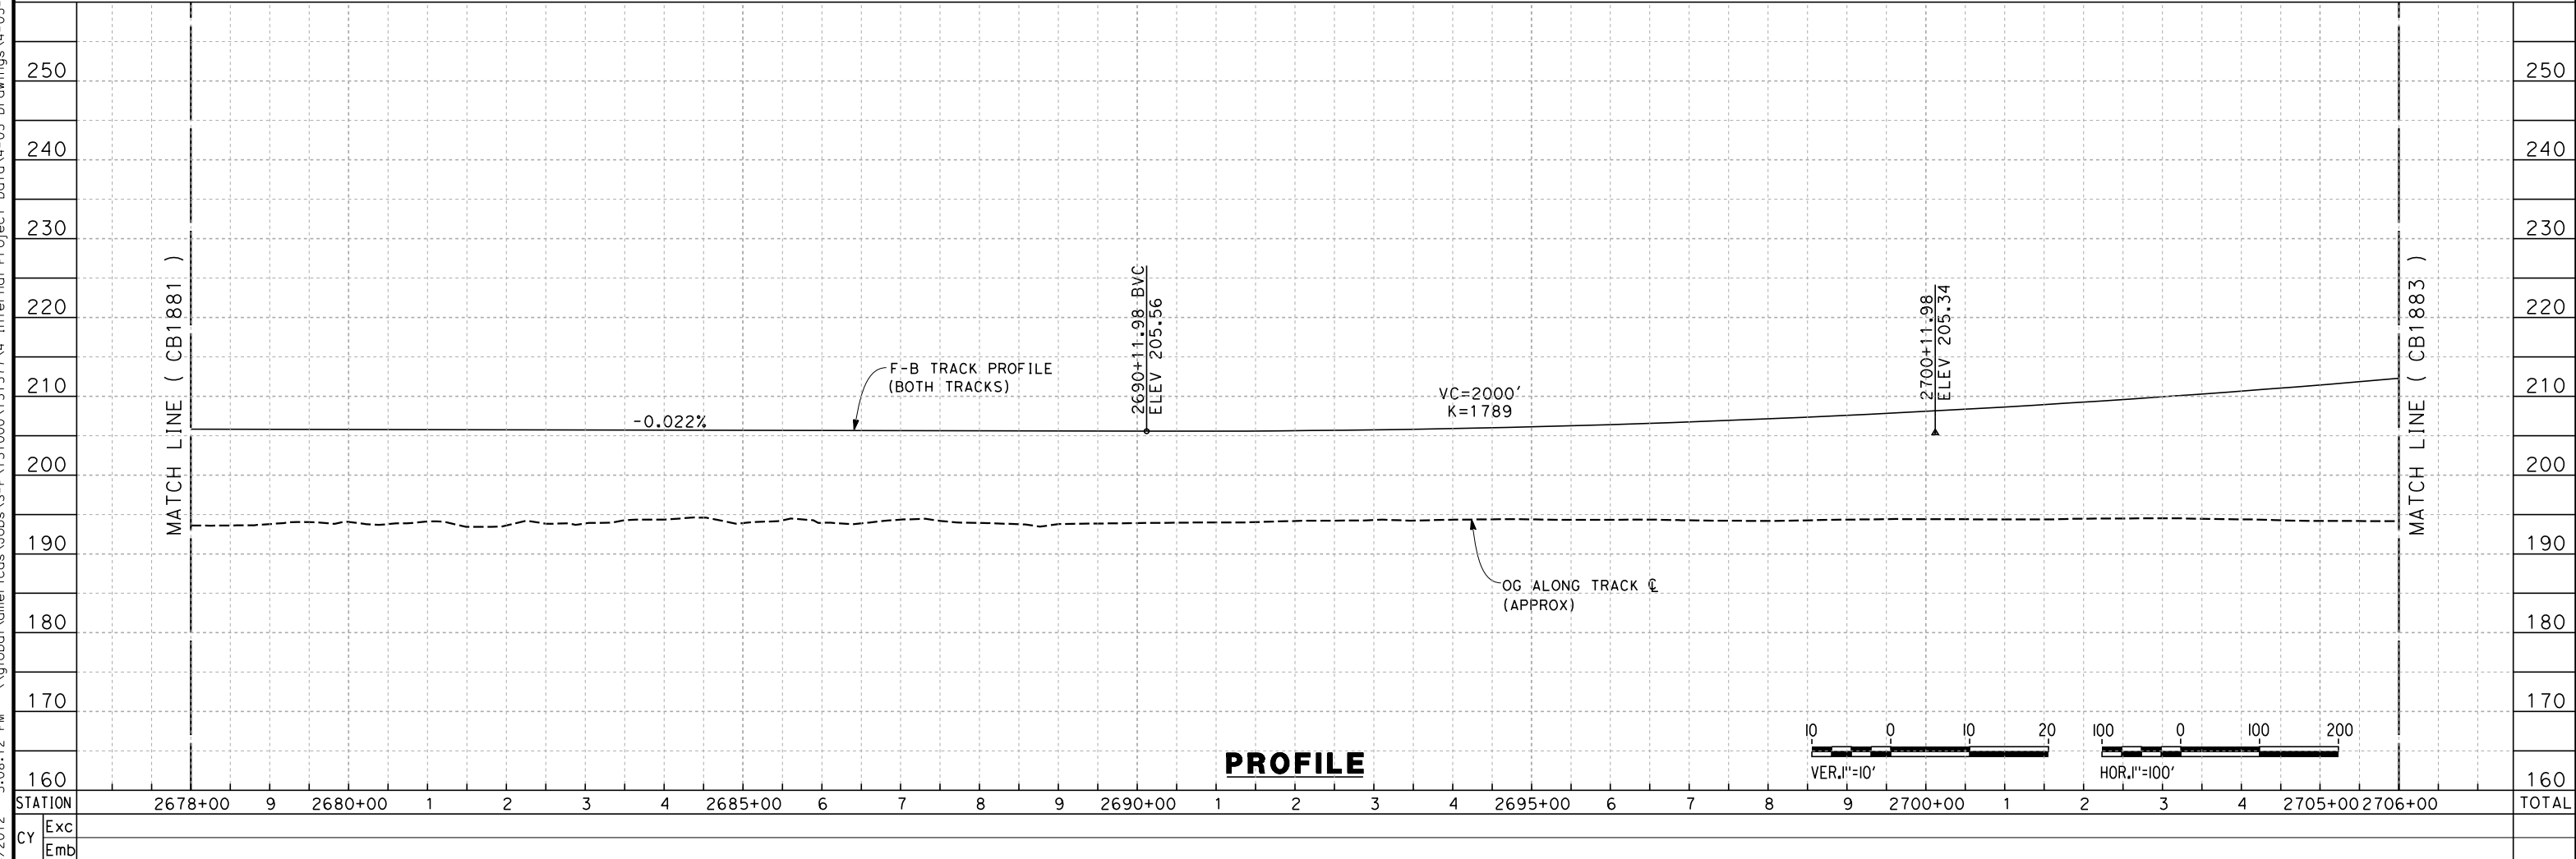 250 250
240 240
230 230
220 220
210 210
200 200
190 190
180 180
170 170
160 160
MATCH LINE ( CB1881 )
MATCH LINE ( CB1883 )
-0.022%
F-B TRACK PROFILE
(BOTH TRACKS)
2690+11.98 BVC
ELEV 205.56
VC=2000'
K=1789
2700+11.98
ELEV 205.34
OG ALONG TRACK ℄
(APPROX)
PROFILE
10 0 10 20
VER.1"=10'
100 0 100 200
HOR.1"=100'
STATION 2678+00 9 2680+00 1 2 3 4 2685+00 6 7 8 9 2690+00 1 2 3 4 2695+00 6 7 8 9 2700+00 1 2 3 4 2705+00 2706+00 TOTAL
CY
Exc
Emb